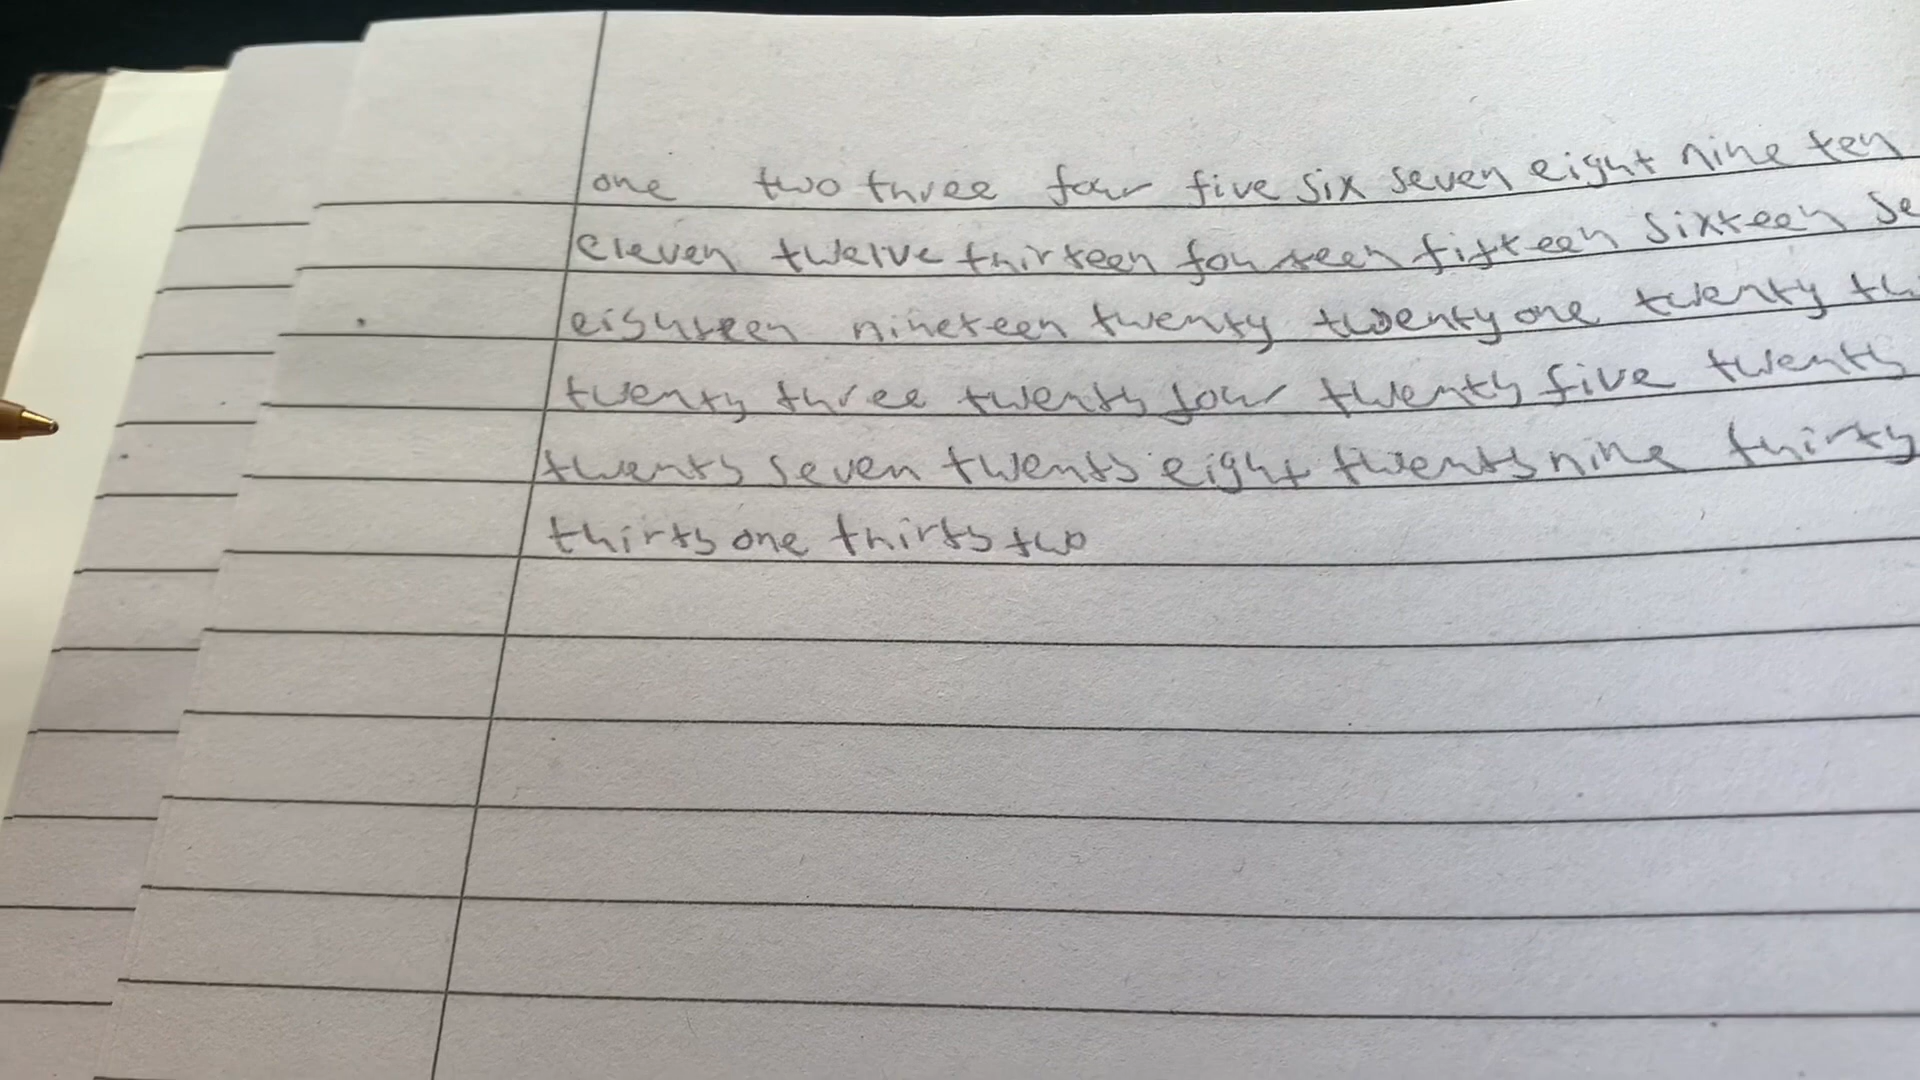 one two three four five six seven eight nine ten
eleven twelve thirteen fourteen fifteen sixteen se
eighteen nineteen twenty twenty one twenty
twenty three twenty four twenty five twenty
twenty seven twenty eight twenty nine thirty
thirty one thirty two